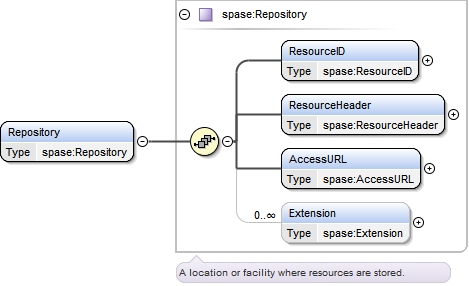 spase:Repository
ResourceID
Type spase:ResourceID
ResourceHeader
Type spase:ResourceHeader
Repository
Type spase:Repository
AccessURL
Type spase:AccessURL
0..∞
Extension
Type spase:Extension
A location or facility where resources are stored.